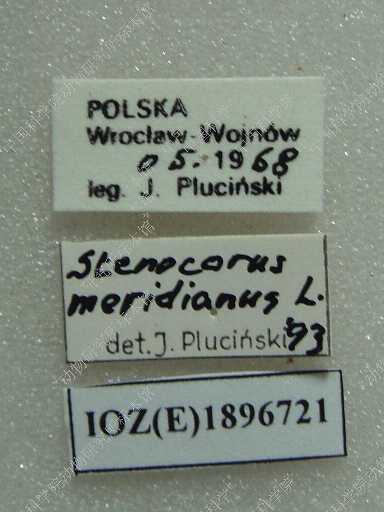 POLSKA
Wrocław-Wojnów
05.1968
leg. J. Pluciński
Stenocorus
meridianus L.
det. J. Pluciński '93
IOZ(E)1896721